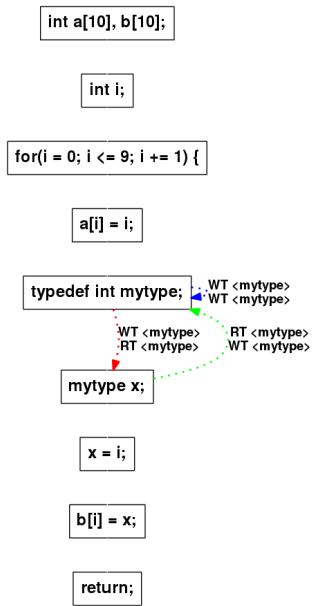 int a[10], b[10];
int i;
for(i = 0; i <= 9; i += 1) {
a[i] = i;
typedef int mytype;
WT <mytype>
WT <mytype>
WT <mytype>
RT <mytype>
RT <mytype>
WT <mytype>
mytype x;
x = i;
b[i] = x;
return;